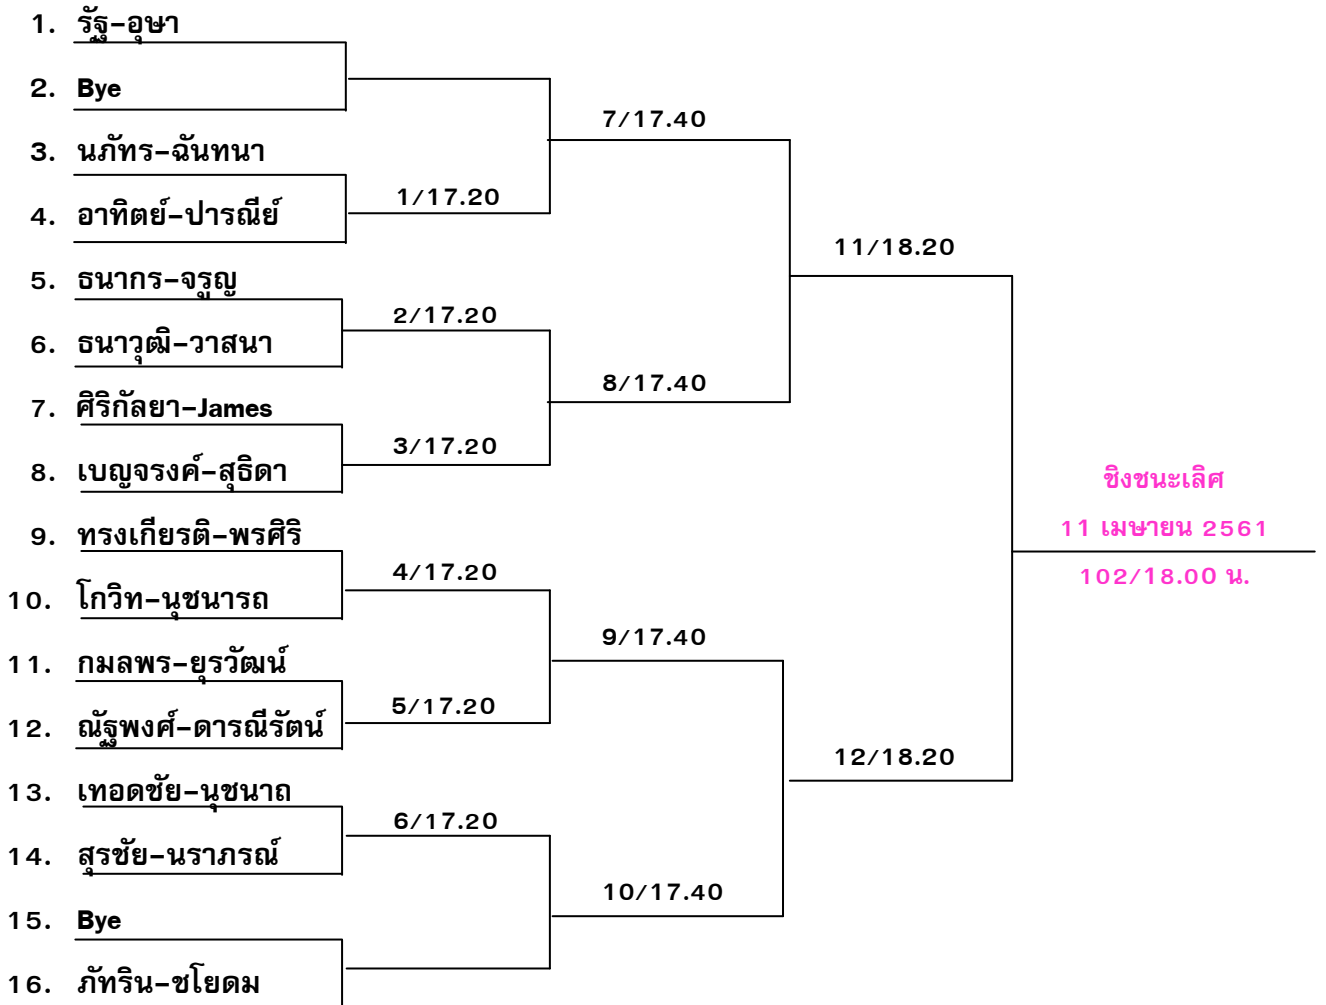 1. รัฐ-อุษา
2. Bye
7/17.40
3. นภัทร-ฉันทนา
1/17.20
4. อาทิตย์-ปารณีย์
11/18.20
5. ธนากร-จรูญ
2/17.20
6. ธนาวุฒิ-วาสนา
8/17.40
7. ศิริกัลยา-James
3/17.20
8. เบญจรงค์-สุธิดา
ชิงชนะเลิศ
11 เมษายน 2561
102/18.00 น.
9. ทรงเกียรติ-พรศิริ
4/17.20
10. โกวิท-นุชนารถ
9/17.40
11. กมลพร-ยุรวัฒน์
5/17.20
12. ณัฐพงศ์-ดารณีรัตน์
12/18.20
13. เทอดชัย-นุชนาถ
6/17.20
14. สุรชัย-นราภรณ์
10/17.40
15. Bye
16. ภัทริน-ชโยดม